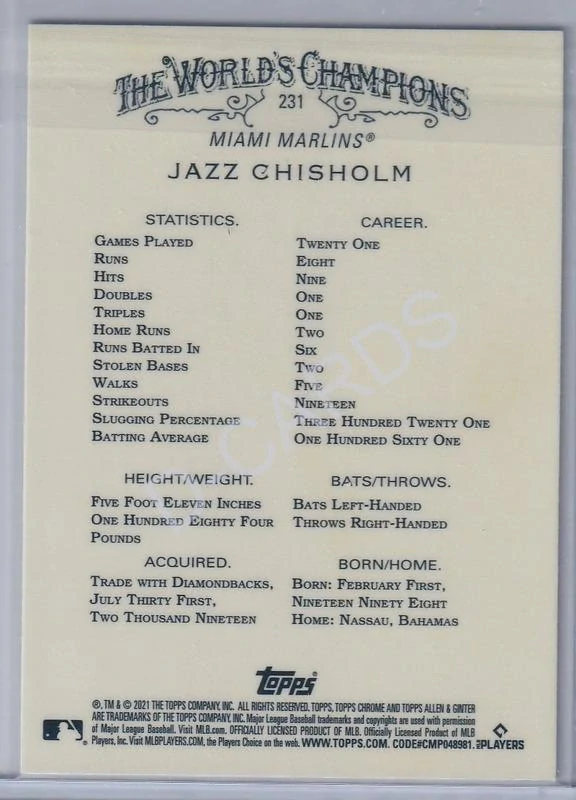 THE WORLD'S CHAMPIONS
231
MIAMI MARLINS®
JAZZ CHISHOLM
STATISTICS. CAREER.
GAMES PLAYED TWENTY ONE
RUNS EIGHT
HITS NINE
DOUBLES ONE
TRIPLES ONE
HOME RUNS TWO
RUNS BATTED IN SIX
STOLEN BASES TWO
WALKS FIVE
STRIKEOUTS NINETEEN
SLUGGING PERCENTAGE THREE HUNDRED TWENTY ONE
BATTING AVERAGE ONE HUNDRED SIXTY ONE
HEIGHT/WEIGHT. BATS/THROWS.
FIVE FOOT ELEVEN INCHES BATS LEFT-HANDED
ONE HUNDRED EIGHTY FOUR THROWS RIGHT-HANDED
POUNDS
ACQUIRED. BORN/HOME.
TRADE WITH DIAMONDBACKS, BORN: FEBRUARY FIRST,
JULY THIRTY FIRST, NINETEEN NINETY EIGHT
TWO THOUSAND NINETEEN HOME: NASSAU, BAHAMAS
CARDS
TOPPS
®, TM & © 2021 THE TOPPS COMPANY, INC. ALL RIGHTS RESERVED. TOPPS, TOPPS CHROME AND TOPPS ALLEN & GINTER
ARE TRADEMARKS OF THE TOPPS COMPANY, INC. Major League Baseball trademarks and copyrights are used with permission
of Major League Baseball. Visit MLB.com. OFFICIALLY LICENSED PRODUCT OF MLB. Officially Licensed Product of MLB
Players, Inc. Visit MLBPLAYERS.COM, the Players Choice on the web. WWW.TOPPS.COM. CODE#CMP048981. PLAYERS